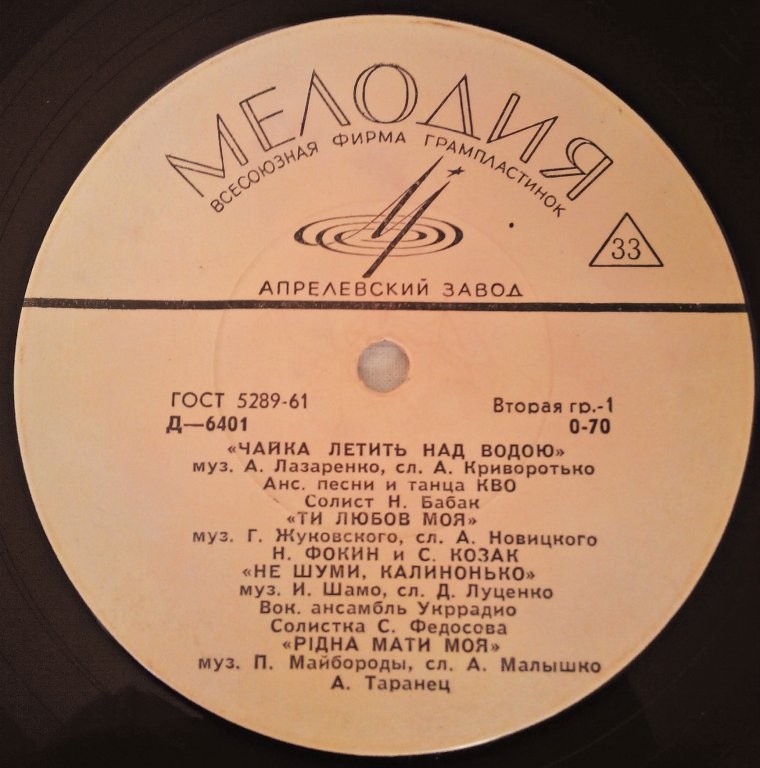 МЕЛОДИЯ
ВСЕСОЮЗНАЯ ФИРМА ГРАМПЛАСТИНОК
33
АПРЕЛЕВСКИЙ ЗАВОД
ГОСТ 5289-61 Вторая гр.-1
Д—6401 0-70
«ЧАЙКА ЛЕТИТЬ НАД ВОДОЮ»
муз. А. Лазаренко, сл. А. Криворотько
Анс. песни и танца КВО
Солист Н. Бабак
«ТИ ЛЮБОВ МОЯ»
муз. Г. Жуковского, сл. А. Новицкого
Н. ФОКИН и С. КОЗАК
«НЕ ШУМИ, КАЛИНОНЬКО»
муз. И. Шамо, сл. Д. Луценко
Вок. ансамбль Укррадио
Солистка С. Федосова
«РІДНА МАТИ МОЯ»
муз. П. Майбороды, сл. А. Малышко
А. Таранец